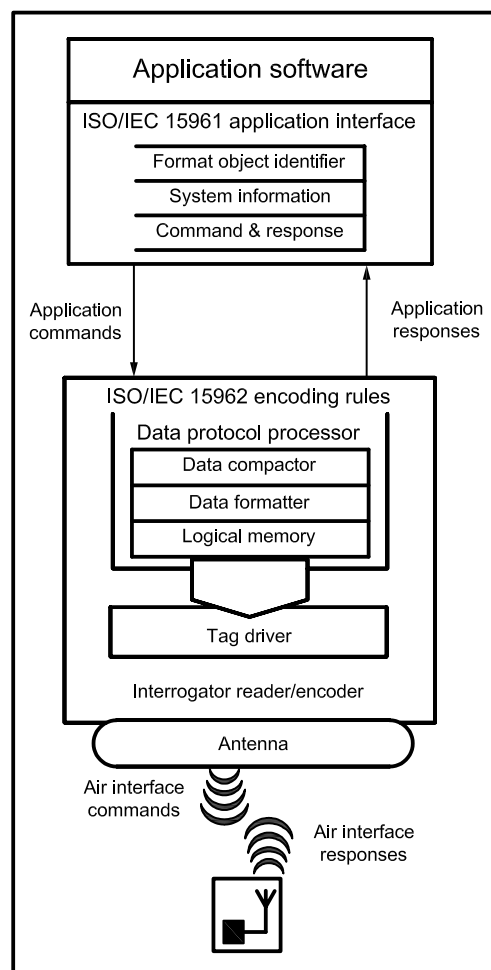 Application software
ISO/IEC 15961 application interface
Format object identifier
System information
Command & response
Application
commands
Application
responses
ISO/IEC 15962 encoding rules
Data protocol processor
Data compactor
Data formatter
Logical memory
Tag driver
Interrogator reader/encoder
Antenna
Air interface
commands
Air interface
responses